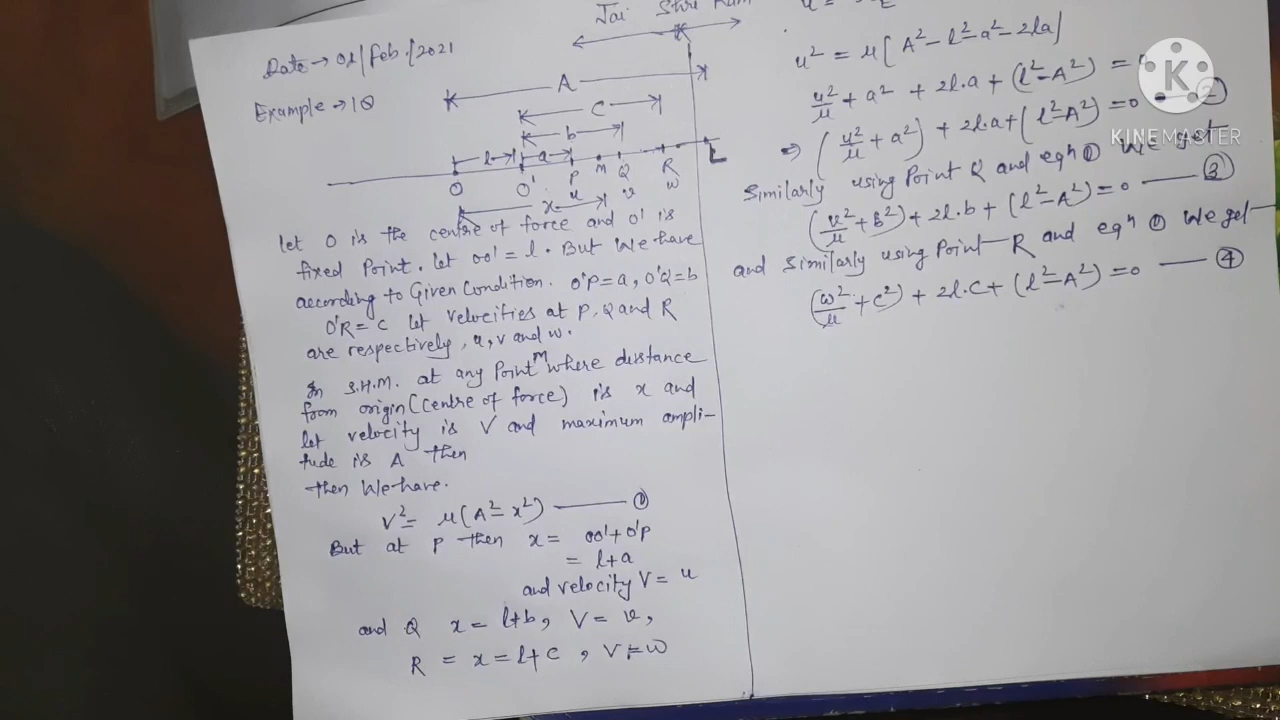 Jai Shri Ram
Date → 01/Feb./2021
Example → 10
A
C
b
l a P M Q R L
O O' u v w
x
let O is the centre of force and O' is
fixed Point. let OO' = l. But We have
according to Given Condition. O'P = a, O'Q = b
O'R = c let velocities at P, Q and R
are respectively, u, v and w.
In S.H.M. at any Point M where distance
from origin (centre of force) is x and
let velocity is V and maximum ampli-
tude is A then
then We have.
V² = μ(A² - x²) —— ①
But at P then x = OO' + O'P
= l + a
and velocity V = u
and Q x = l+b, V = v,
R = x = l + c, V = w
u² = μ[A² - l² - a² - 2la]
u²/μ + a² + 2l.a + (l² - A²) = 0
⇒ (u²/μ + a²) + 2l.a + (l² - A²) = 0 — ②
Similarly using Point Q and eqⁿ ① We get
(v²/μ + b²) + 2l.b + (l² - A²) = 0 —— ③
and Similarly using Point R and eqⁿ ① We get —
(w²/μ + c²) + 2l.c + (l² - A²) = 0 —— ④
K
KINEMASTER